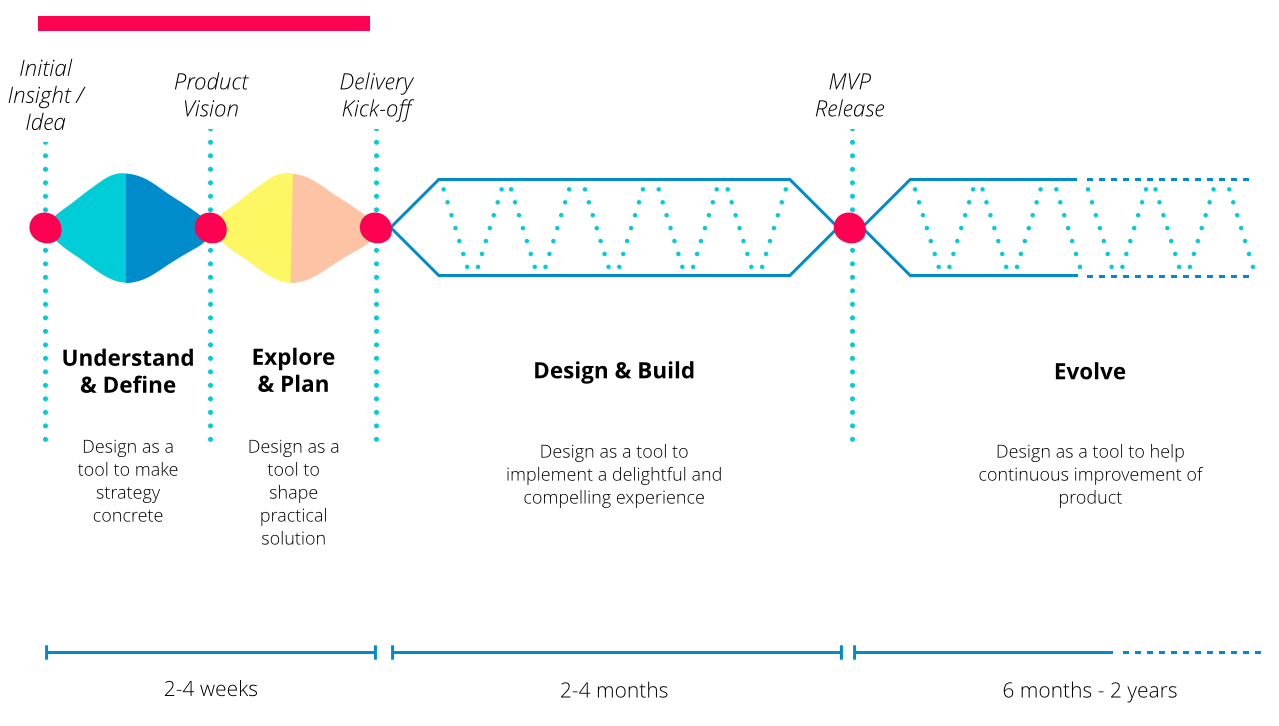 Initial
Insight /
Idea
Product
Vision
Delivery
Kick-off
MVP
Release
Understand
& Define
Explore
& Plan
Design & Build
Evolve
Design as a
tool to make
strategy
concrete
Design as a
tool to
shape
practical
solution
Design as a tool to
implement a delightful and
compelling experience
Design as a tool to help
continuous improvement of
product
2-4 weeks
2-4 months
6 months - 2 years